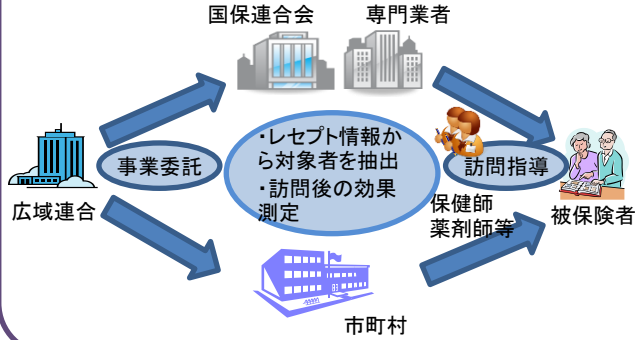 国保連合会
専門業者
・レセプト情報か
ら対象者を抽出
・訪問後の効果
測定
事業委託
訪問指導
広域連合
保健師
薬剤師等
被保険者
市町村